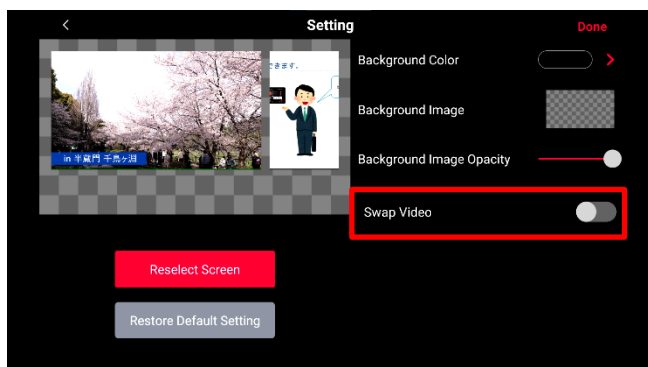 Setting
Done
できます。
in 半蔵門 千鳥ヶ淵
Background Color
Background Image
Background Image Opacity
Swap Video
Reselect Screen
Restore Default Setting